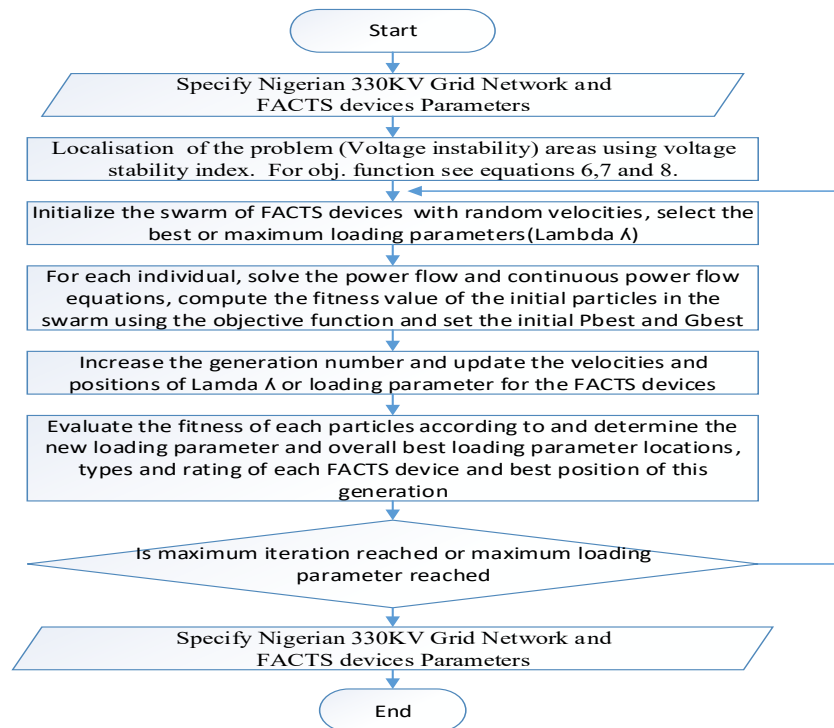 Start
Specify Nigerian 330KV Grid Network and
FACTS devices Parameters
Localisation of the problem (Voltage instability) areas using voltage
stability index. For obj. function see equations 6,7 and 8.
Initialize the swarm of FACTS devices with random velocities, select the
best or maximum loading parameters(Lambda ʎ)
For each individual, solve the power flow and continuous power flow
equations, compute the fitness value of the initial particles in the
swarm using the objective function and set the initial Pbest and Gbest
Increase the generation number and update the velocities and
positions of Lamda ʎ or loading parameter for the FACTS devices
Evaluate the fitness of each particles according to and determine the
new loading parameter and overall best loading parameter locations,
types and rating of each FACTS device and best position of this
generation
Is maximum iteration reached or maximum loading
parameter reached
Specify Nigerian 330KV Grid Network and
FACTS devices Parameters
End